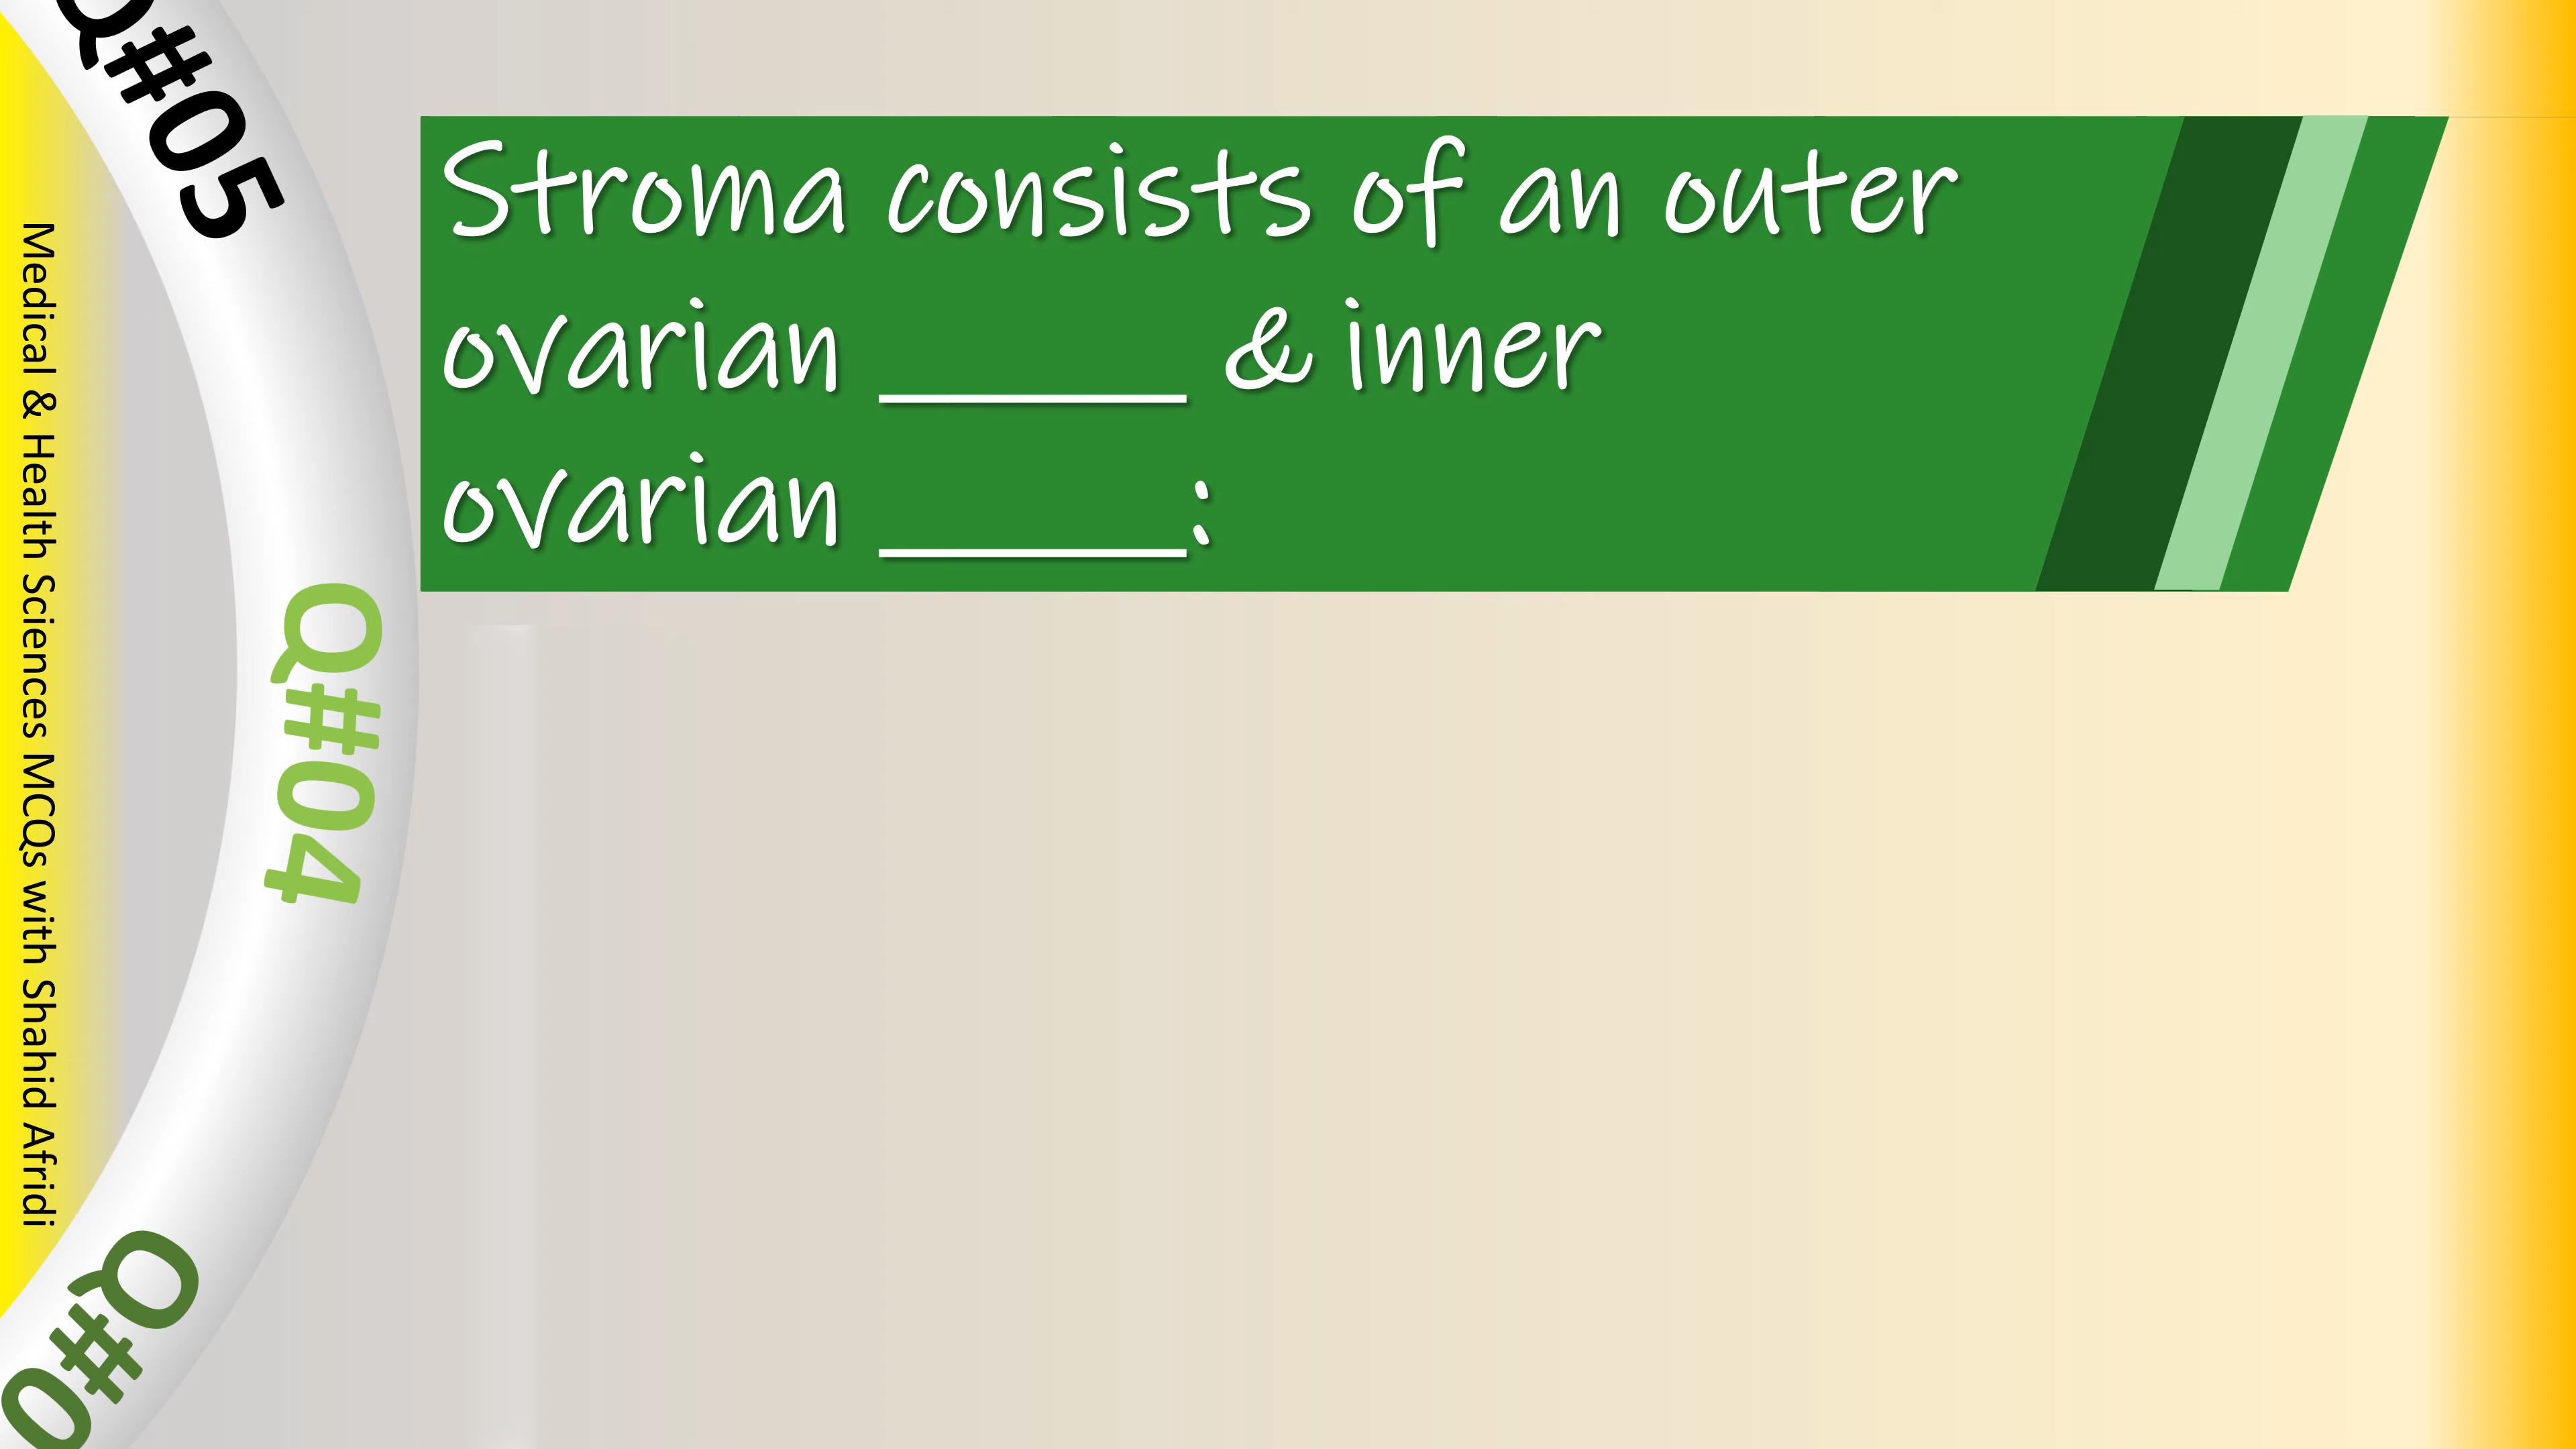 Q#05
Medical & Health Sciences MCQs with Shahid Afridi
Stroma consists of an outer
ovarian ______ & inner
ovarian ______:
Q#04
Q#0